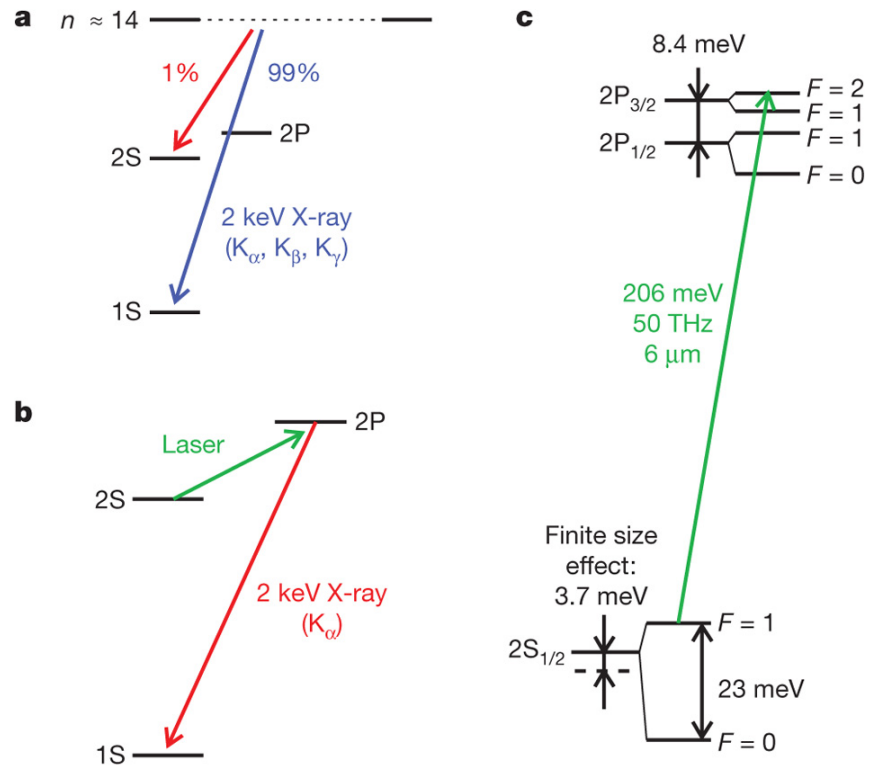 a
n ≈ 14
1%
99%
2P
2S
2 keV X-ray
(Kα, Kβ, Kγ)
1S
b
2P
Laser
2S
2 keV X-ray
(Kα)
1S
c
8.4 meV
2P3/2
F = 2
F = 1
2P1/2
F = 1
F = 0
206 meV
50 THz
6 μm
Finite size
effect:
3.7 meV
F = 1
2S1/2
23 meV
F = 0